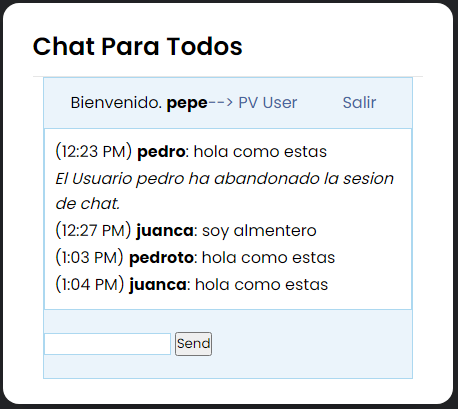 Chat Para Todos
Bienvenido. pepe--> PV User Salir
(12:23 PM) pedro: hola como estas
El Usuario pedro ha abandonado la sesion
de chat.
(12:27 PM) juanca: soy almentero
(1:03 PM) pedroto: hola como estas
(1:04 PM) juanca: hola como estas
Send